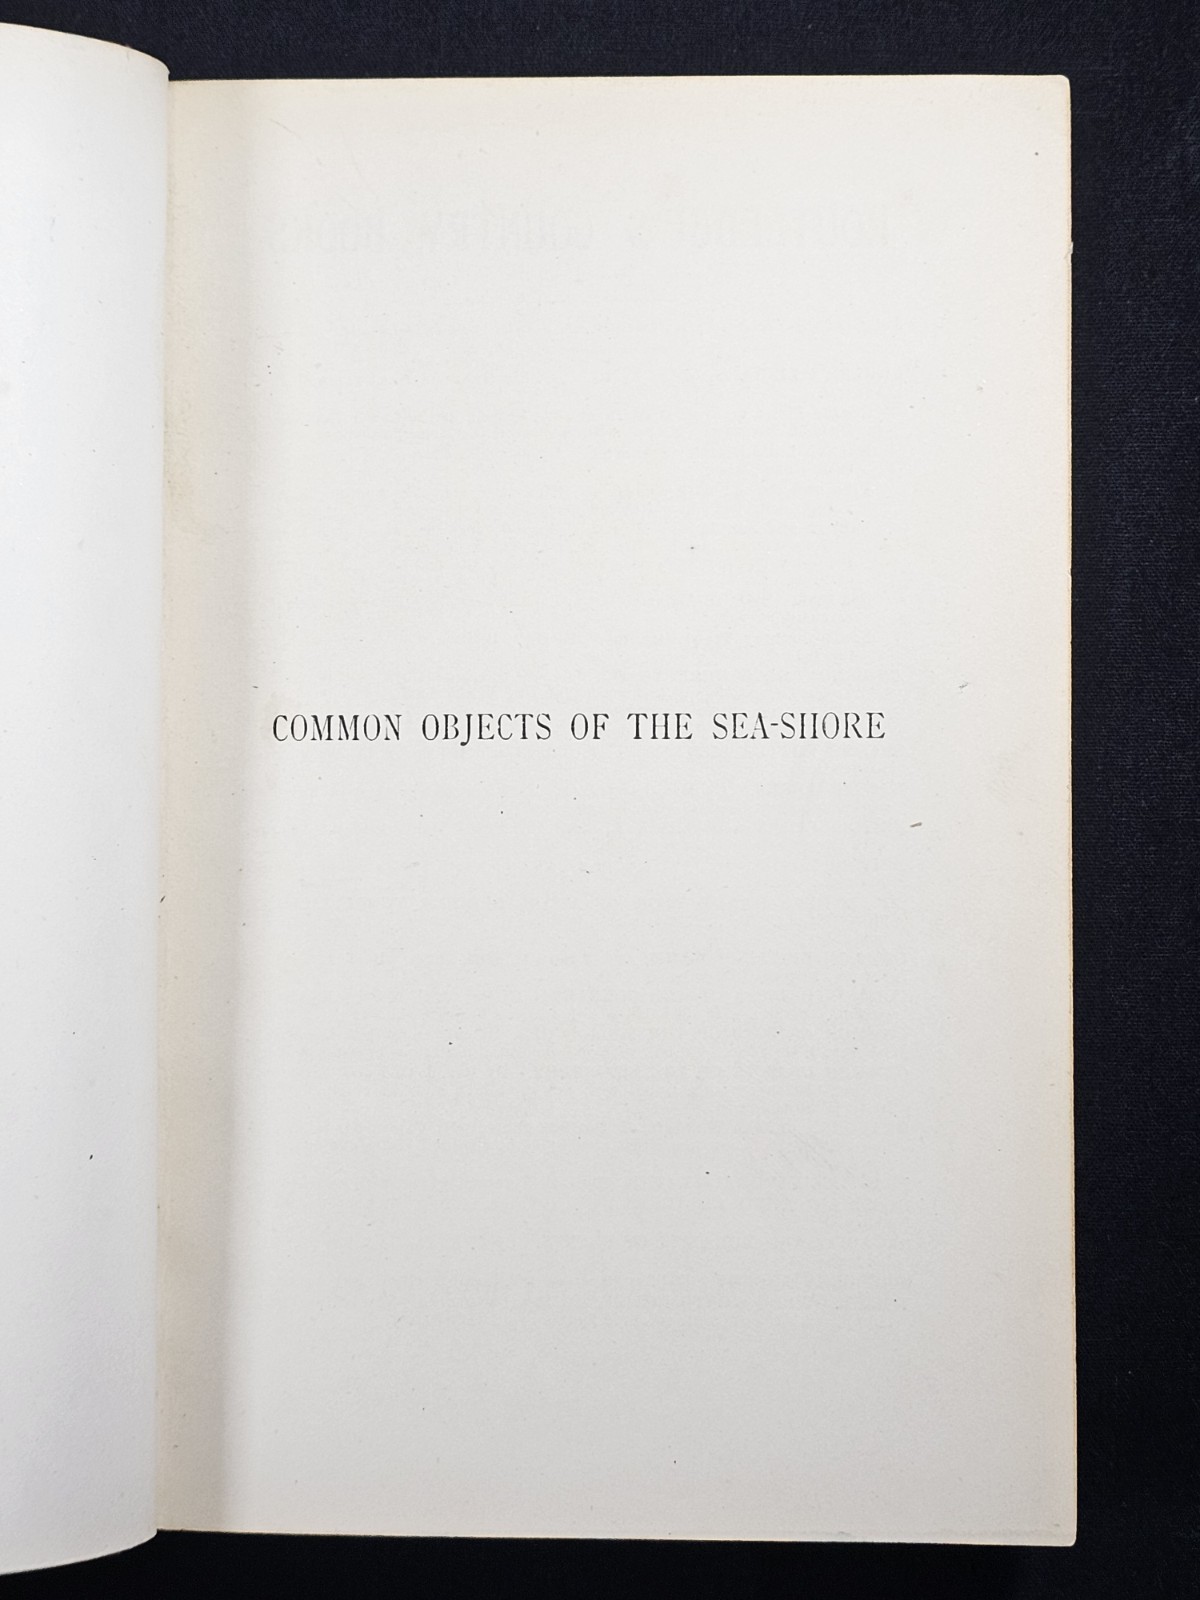 COMMON OBJECTS OF THE SEA-SHORE